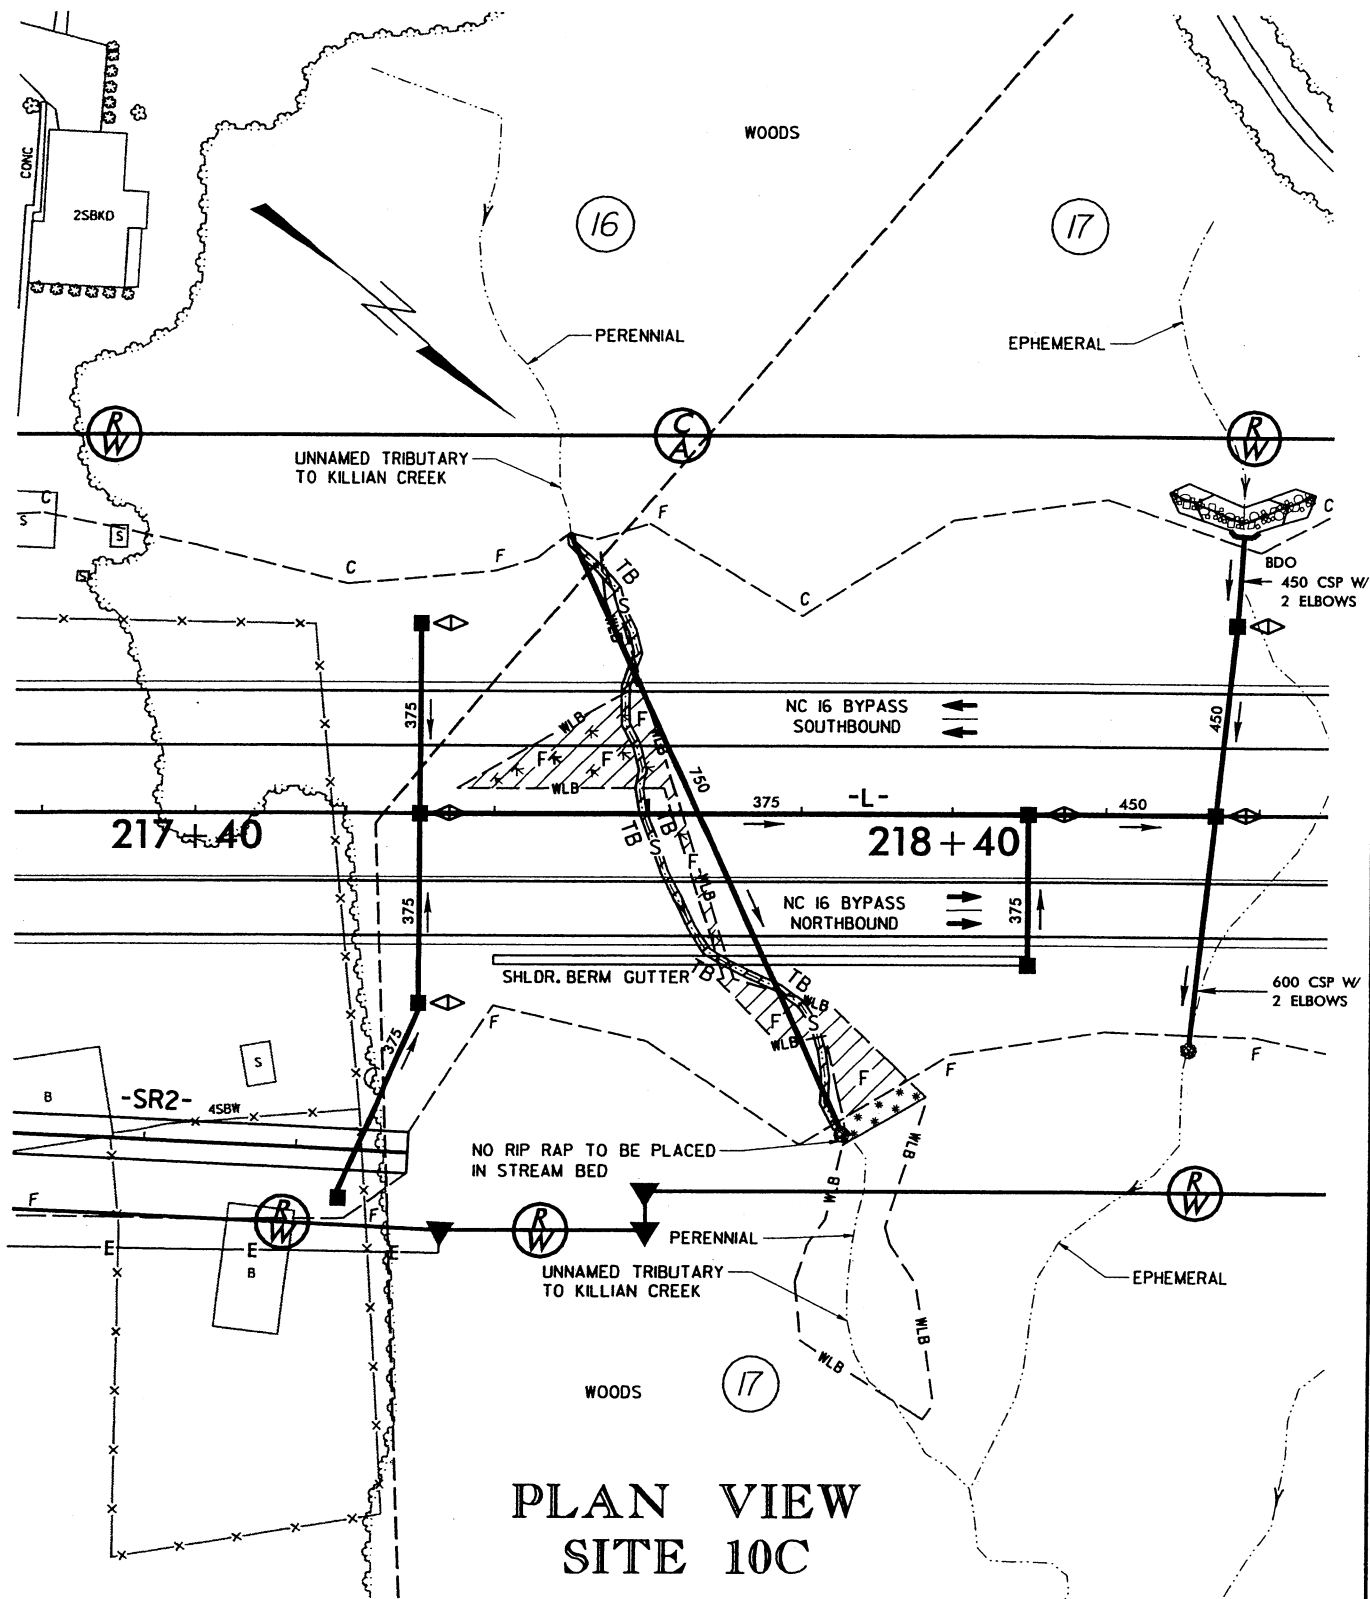 WOODS
CONC
2SBKD
16
17
PERENNIAL
EPHEMERAL
R
W
C
A
R
W
UNNAMED TRIBUTARY
TO KILLIAN CREEK
C
S
S
S
C
F
F
C
C
TB
S
WLB
BDO
450 CSP W/
2 ELBOWS
375
NC 16 BYPASS
SOUTHBOUND
450
WLB
F
WLB
F
F
WLB
750
375
-L-
450
217+40
218+40
TB
TB
S
F
WLB
375
NC 16 BYPASS
NORTHBOUND
375
SHLDR. BERM GUTTER
TB
TB
WLB
600 CSP W/
2 ELBOWS
F
F
S
WLB
375
F
F
S
B
-SR2-
4SBW
F
NO RIP RAP TO BE PLACED
IN STREAM BED
WLB
WLB
F
R
W
F
R
W
R
W
E
E
E
B
PERENNIAL
UNNAMED TRIBUTARY
TO KILLIAN CREEK
EPHEMERAL
WLB
WLB
WOODS
17
PLAN VIEW
SITE 10C